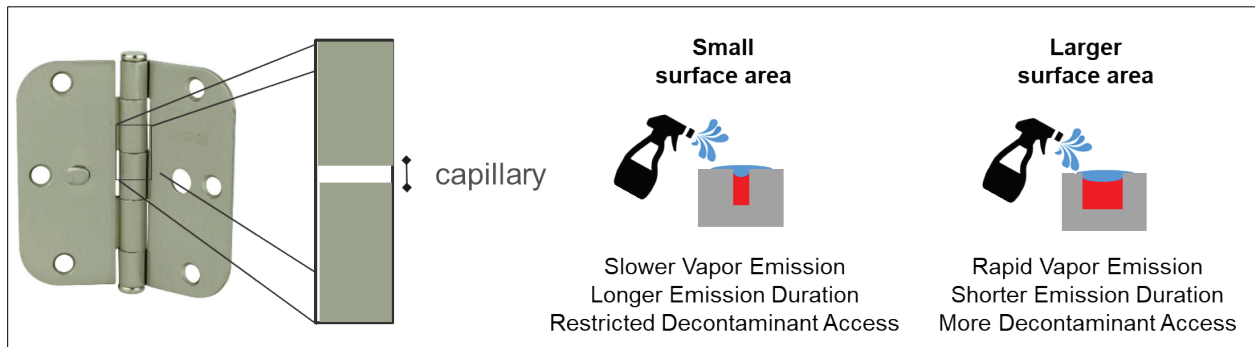 capillary
Small
surface area
Slower Vapor Emission
Longer Emission Duration
Restricted Decontaminant Access
Larger
surface area
Rapid Vapor Emission
Shorter Emission Duration
More Decontaminant Access